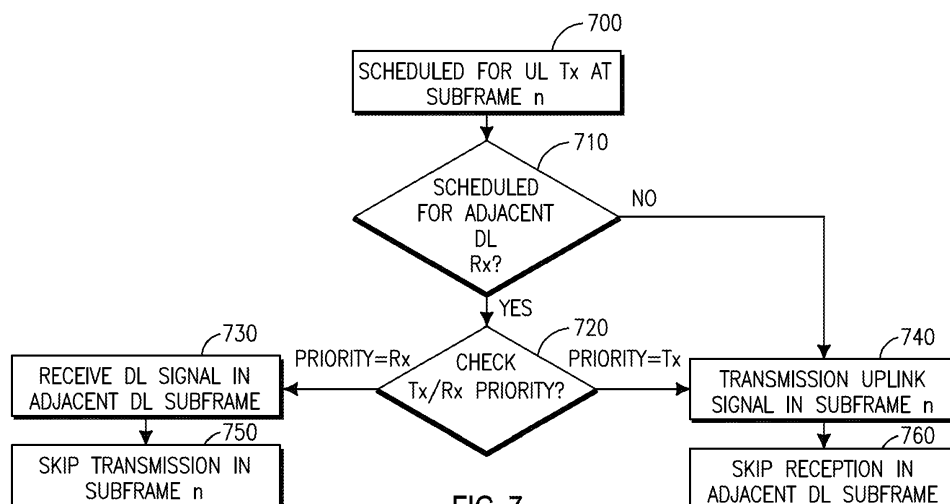 700
SCHEDULED FOR UL Tx AT
SUBFRAME n
710
SCHEDULED
FOR ADJACENT
DL
Rx?
NO
YES
720
CHECK
Tx/Rx PRIORITY?
PRIORITY=Rx
PRIORITY=Tx
730
RECEIVE DL SIGNAL IN
ADJACENT DL SUBFRAME
740
TRANSMISSION UPLINK
SIGNAL IN SUBFRAME n
750
SKIP TRANSMISSION IN
SUBFRAME n
760
SKIP RECEPTION IN
ADJACENT DL SUBFRAME